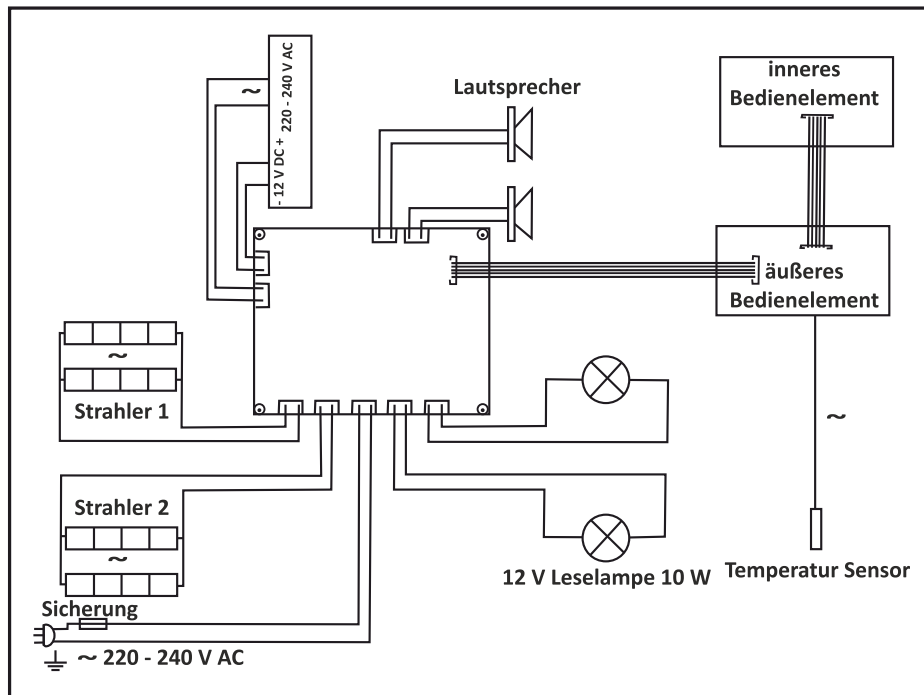 ~ 220 - 240 V AC
- 12 V DC +
Lautsprecher
inneres
Bedienelement
äußeres
Bedienelement
~
Strahler 1
~
Strahler 2
~
12 V Leselampe 10 W
Temperatur Sensor
Sicherung
~ 220 - 240 V AC